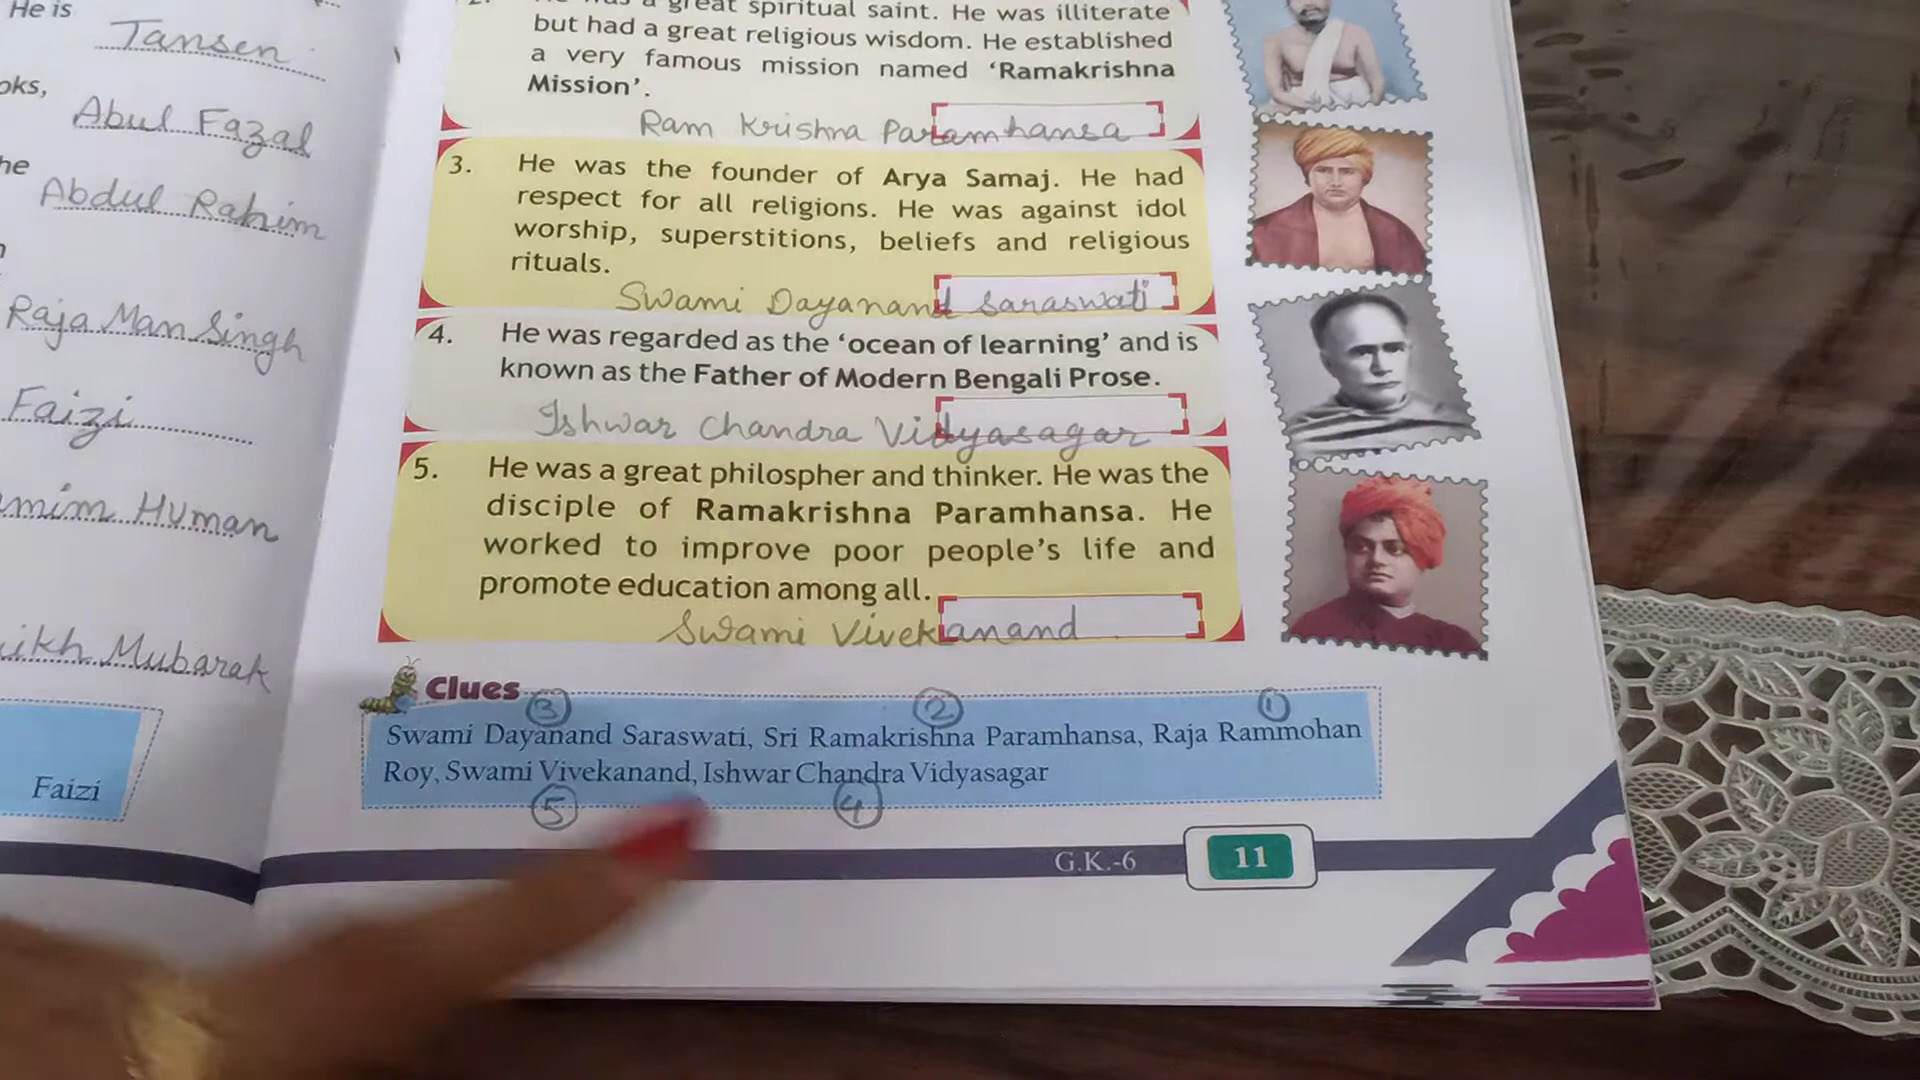 He is
Tansen
oks,
Abul Fazal
he
Abdul Rahim
Raja Man Singh
Faizi
mim Human
ikh Mubarak
Faizi
great spiritual saint. He was illiterate
but had a great religious wisdom. He established
a very famous mission named ‘Ramakrishna
Mission’.
Ram Krishna Paramhansa
3. He was the founder of Arya Samaj. He had
respect for all religions. He was against idol
worship, superstitions, beliefs and religious
rituals.
Swami Dayanand Saraswati
4. He was regarded as the ‘ocean of learning’ and is
known as the Father of Modern Bengali Prose.
Ishwar Chandra Vidyasagar
5. He was a great philospher and thinker. He was the
disciple of Ramakrishna Paramhansa. He
worked to improve poor people’s life and
promote education among all.
Swami Vivekanand
Clues
3 2 1
Swami Dayanand Saraswati, Sri Ramakrishna Paramhansa, Raja Rammohan
Roy, Swami Vivekanand, Ishwar Chandra Vidyasagar
5 4
G.K.-6 11